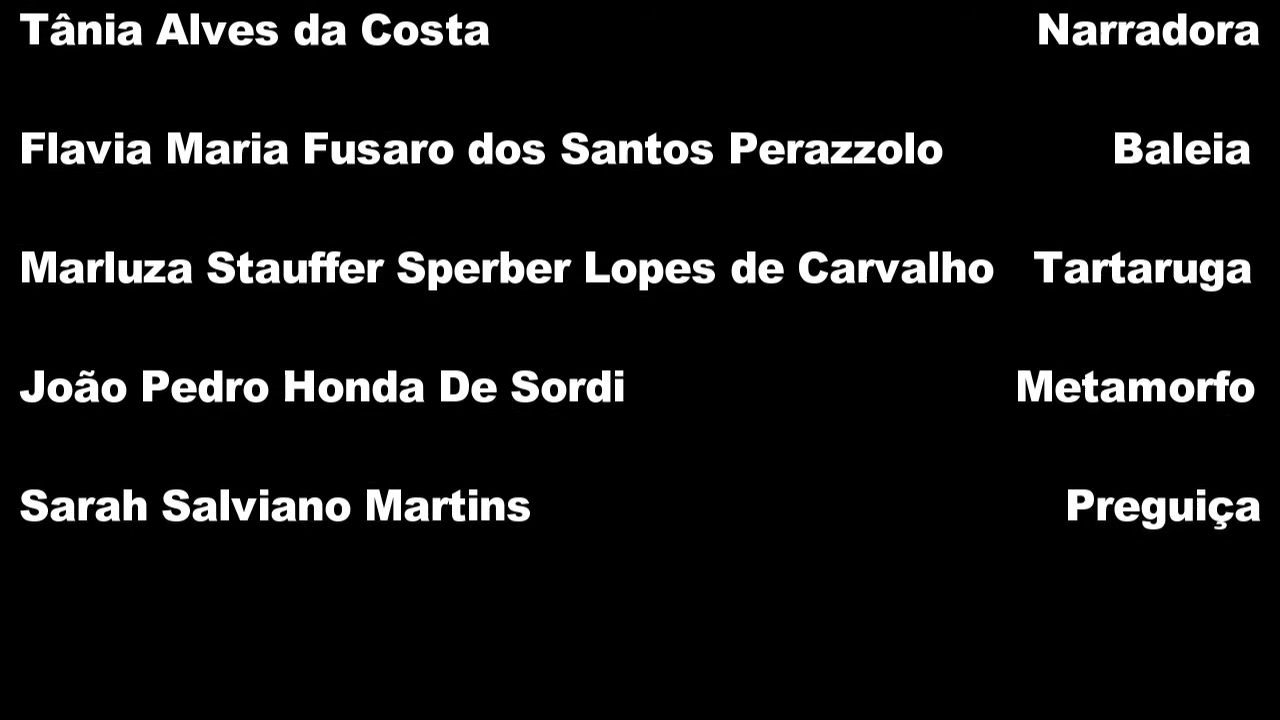 Tânia Alves da Costa Narradora
Flavia Maria Fusaro dos Santos Perazzolo Baleia
Marluza Stauffer Sperber Lopes de Carvalho Tartaruga
João Pedro Honda De Sordi Metamorfo
Sarah Salviano Martins Preguiça